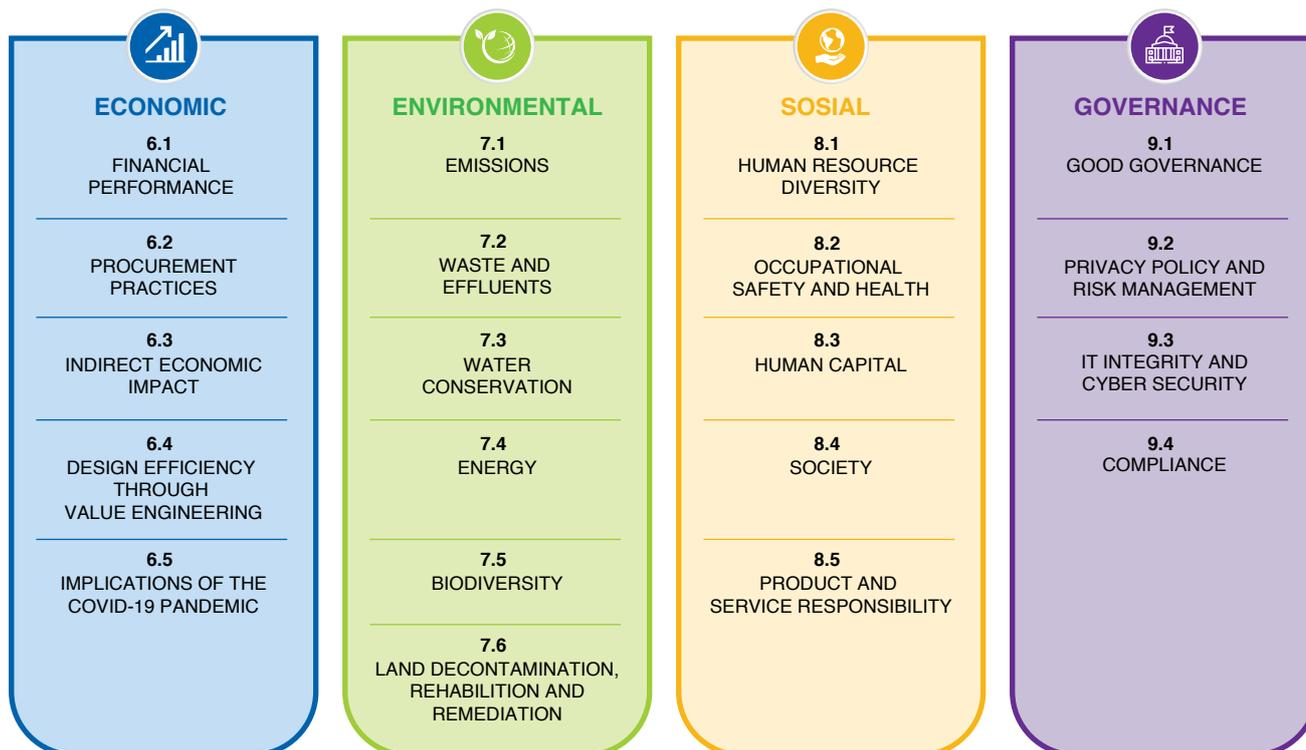 ECONOMIC
6.1
FINANCIAL
PERFORMANCE
6.2
PROCUREMENT
PRACTICES
6.3
INDIRECT ECONOMIC
IMPACT
6.4
DESIGN EFFICIENCY
THROUGH
VALUE ENGINEERING
6.5
IMPLICATIONS OF THE
COVID-19 PANDEMIC
ENVIRONMENTAL
7.1
EMISSIONS
7.2
WASTE AND
EFFLUENTS
7.3
WATER
CONSERVATION
7.4
ENERGY
7.5
BIODIVERSITY
7.6
LAND DECONTAMINATION,
REHABILITION AND
REMEDIATION
SOSIAL
8.1
HUMAN RESOURCE
DIVERSITY
8.2
OCCUPATIONAL
SAFETY AND HEALTH
8.3
HUMAN CAPITAL
8.4
SOCIETY
8.5
PRODUCT AND
SERVICE RESPONSIBILITY
GOVERNANCE
9.1
GOOD GOVERNANCE
9.2
PRIVACY POLICY AND
RISK MANAGEMENT
9.3
IT INTEGRITY AND
CYBER SECURITY
9.4
COMPLIANCE